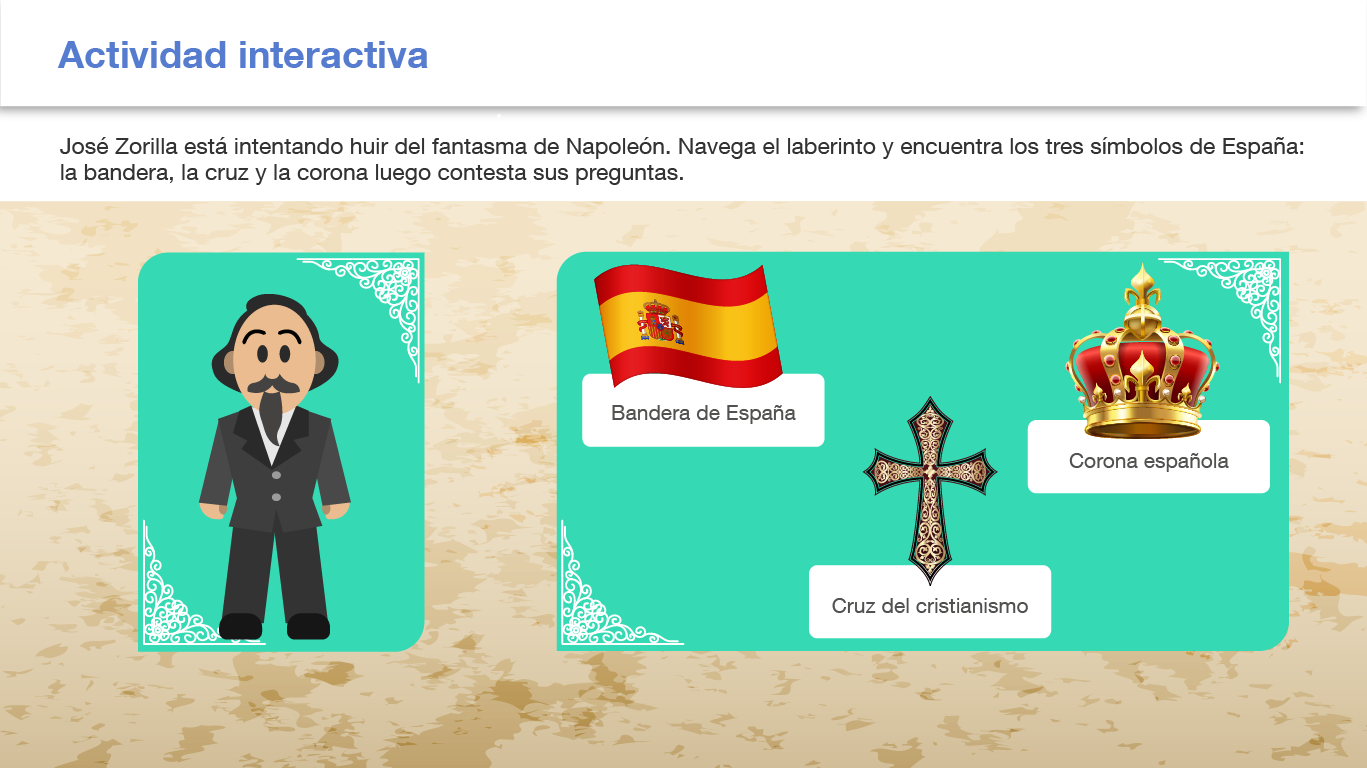 Actividad interactiva
José Zorilla está intentando huir del fantasma de Napoleón. Navega el laberinto y encuentra los tres símbolos de España:
la bandera, la cruz y la corona luego contesta sus preguntas.
Bandera de España
Corona española
Cruz del cristianismo